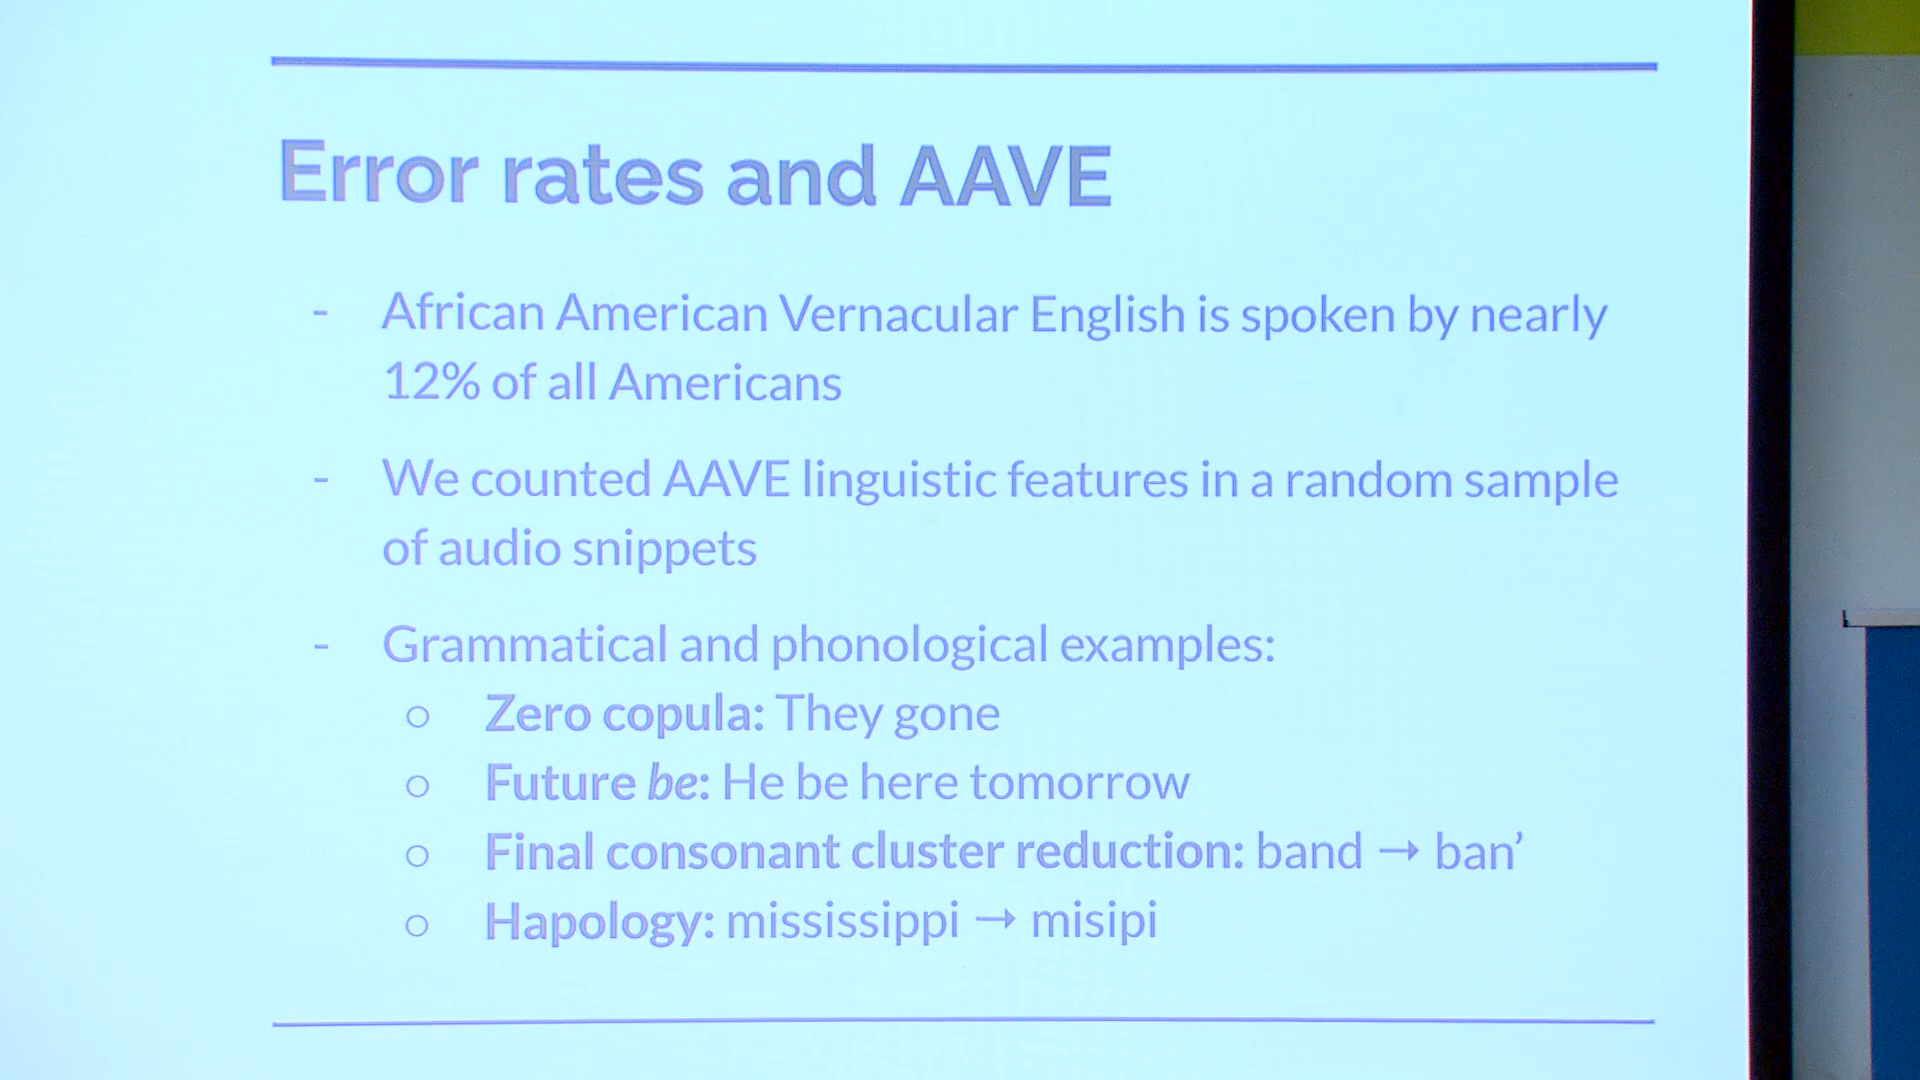 Error rates and AAVE
- African American Vernacular English is spoken by nearly
12% of all Americans
- We counted AAVE linguistic features in a random sample
of audio snippets
- Grammatical and phonological examples:
○ Zero copula: They gone
○ Future be: He be here tomorrow
○ Final consonant cluster reduction: band → ban’
○ Hapology: mississippi → misipi